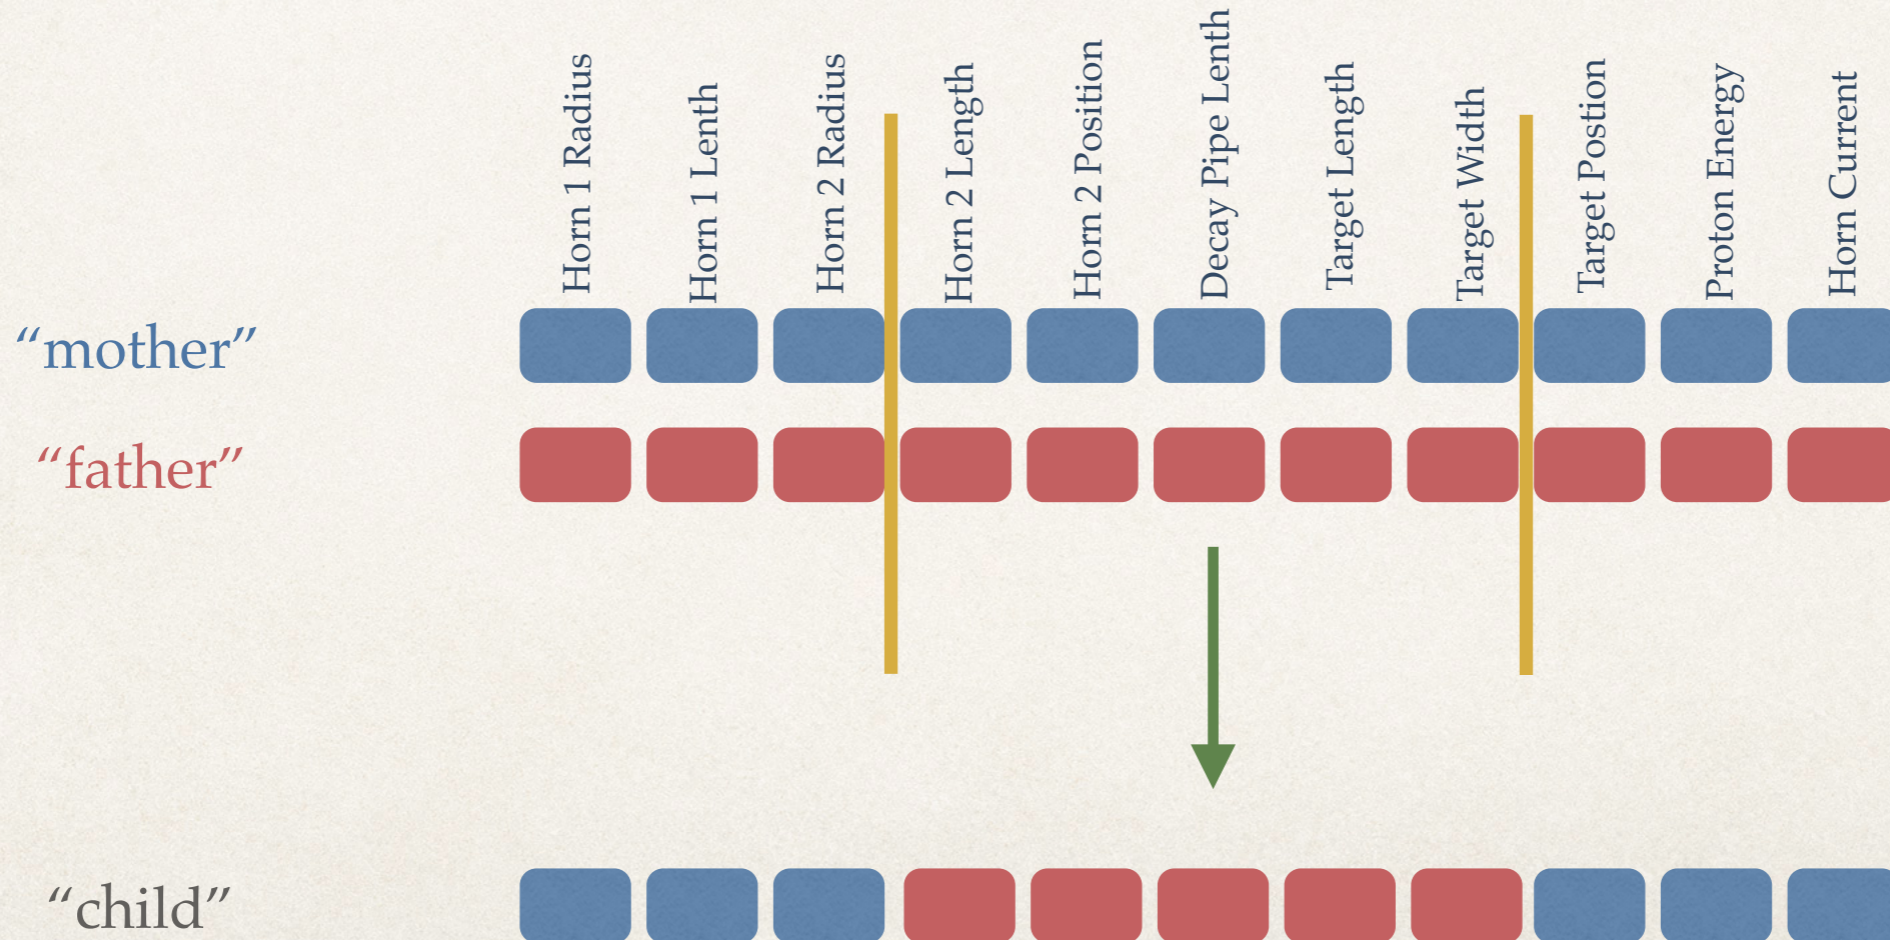 Horn 1 Radius
Horn 1 Lenth
Horn 2 Radius
Horn 2 Length
Horn 2 Position
Decay Pipe Lenth
Target Length
Target Width
Target Postion
Proton Energy
Horn Current
“mother”
“father”
“child”